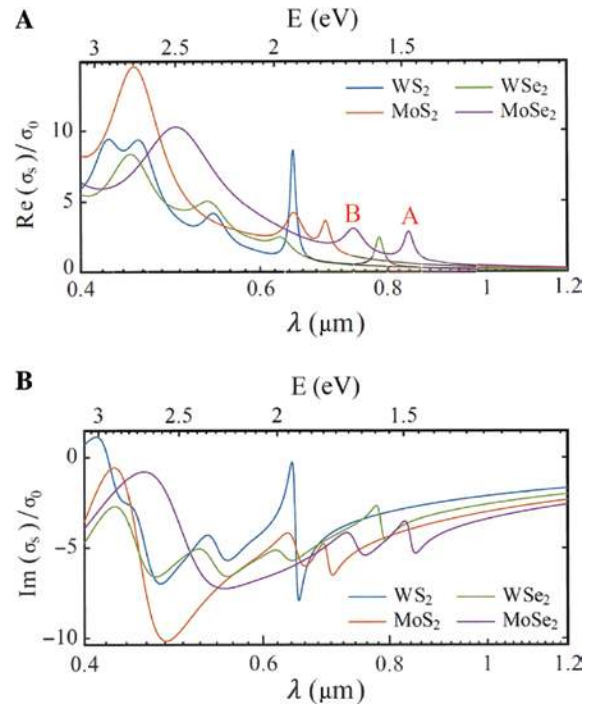 A
E (eV)
3 2.5 2 1.5
WS₂ WSe₂
MoS₂ MoSe₂
10
5
0
Re(σₛ)/σ₀
B A
0.4 0.6 0.8 1 1.2
λ (μm)
B
E (eV)
3 2.5 2 1.5
0
−5
−10
Im(σₛ)/σ₀
WS₂ WSe₂
MoS₂ MoSe₂
0.4 0.6 0.8 1 1.2
λ (μm)